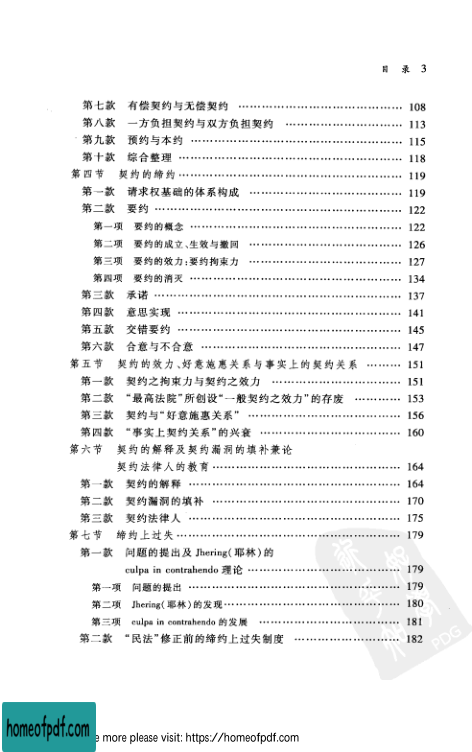 目 录 3
第七款 有偿契约与无偿契约 …… 108
第八款 一方负担契约与双方负担契约 …… 113
第九款 预约与本约 …… 115
第十款 综合整理 …… 118
第四节 契约的缔约 …… 119
第一款 请求权基础的体系构成 …… 119
第二款 要约 …… 122
第一项 要约的概念 …… 122
第二项 要约的成立、生效与撤回 …… 126
第三项 要约的效力:要约拘束力 …… 127
第四项 要约的消灭 …… 134
第三款 承诺 …… 137
第四款 意思实现 …… 141
第五款 交错要约 …… 145
第六款 合意与不合意 …… 147
第五节 契约的效力、好意施惠关系与事实上的契约关系 …… 151
第一款 契约之拘束力与契约之效力 …… 151
第二款 “最高法院”所创设“一般契约之效力”的存废 …… 153
第三款 契约与“好意施惠关系” …… 156
第四款 “事实上契约关系”的兴衰 …… 160
第六节 契约的解释及契约漏洞的填补兼论
契约法律人的教育 …… 164
第一款 契约的解释 …… 164
第二款 契约漏洞的填补 …… 170
第三款 契约法律人 …… 175
第七节 缔约上过失 …… 179
第一款 问题的提出及 Jhering(耶林)的
culpa in contrahendo 理论 …… 179
第一项 问题的提出 …… 179
第二项 Jhering(耶林)的发现 …… 180
第三项 culpa in contrahendo 的发展 …… 181
第二款 “民法”修正前的缔约上过失制度 …… 182
PDG
homeofpdf.com
e more please visit: https://homeofpdf.com